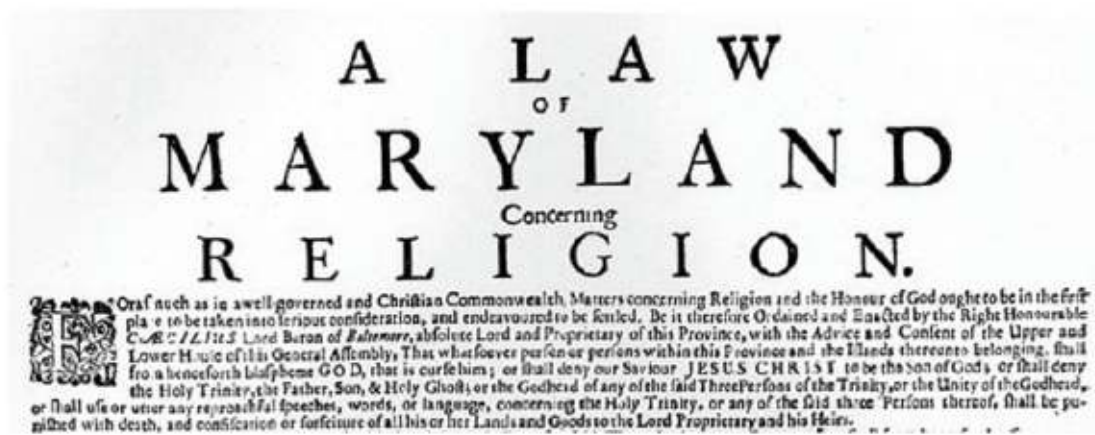 A LAW
OF
MARYLAND
Concerning
RELIGION.
FOraſmuch as in a well-governed and Chriſtian Commonwealth, Matters concerning Religion and the Honour of God ought to be in the firſt
place to be taken into ſerious conſideration, and endeavoured to be ſettled. Be it therefore Ordained and Enacted by the Right Honourable
CÆCILIUS Lord Baron of Baltemore, abſolute Lord and Proprietary of this Province, with the Advice and Conſent of the Upper and
Lower Houſe of this General Aſſembly, That whatſoever perſon or perſons within this Province and the Iſlands thereunto belonging, ſhall
from henceforth blaſpheme GOD, that is curſe him; or ſhall deny our Saviour JESUS CHRIST to be the Son of God; or ſhall deny
the Holy Trinity, the Father, Son, & Holy Ghoſt; or the Godhead of any of the ſaid Three Perſons of the Trinity, or the Unity of the Godhead,
or ſhall uſe or utter any reproachful ſpeeches, words, or language, concerning the Holy Trinity, or any of the ſaid three Perſons thereof, ſhall be pu-
niſhed with death, and confiſcation or forfeiture of all his or her Lands and Goods to the Lord Proprietary and his Heirs.